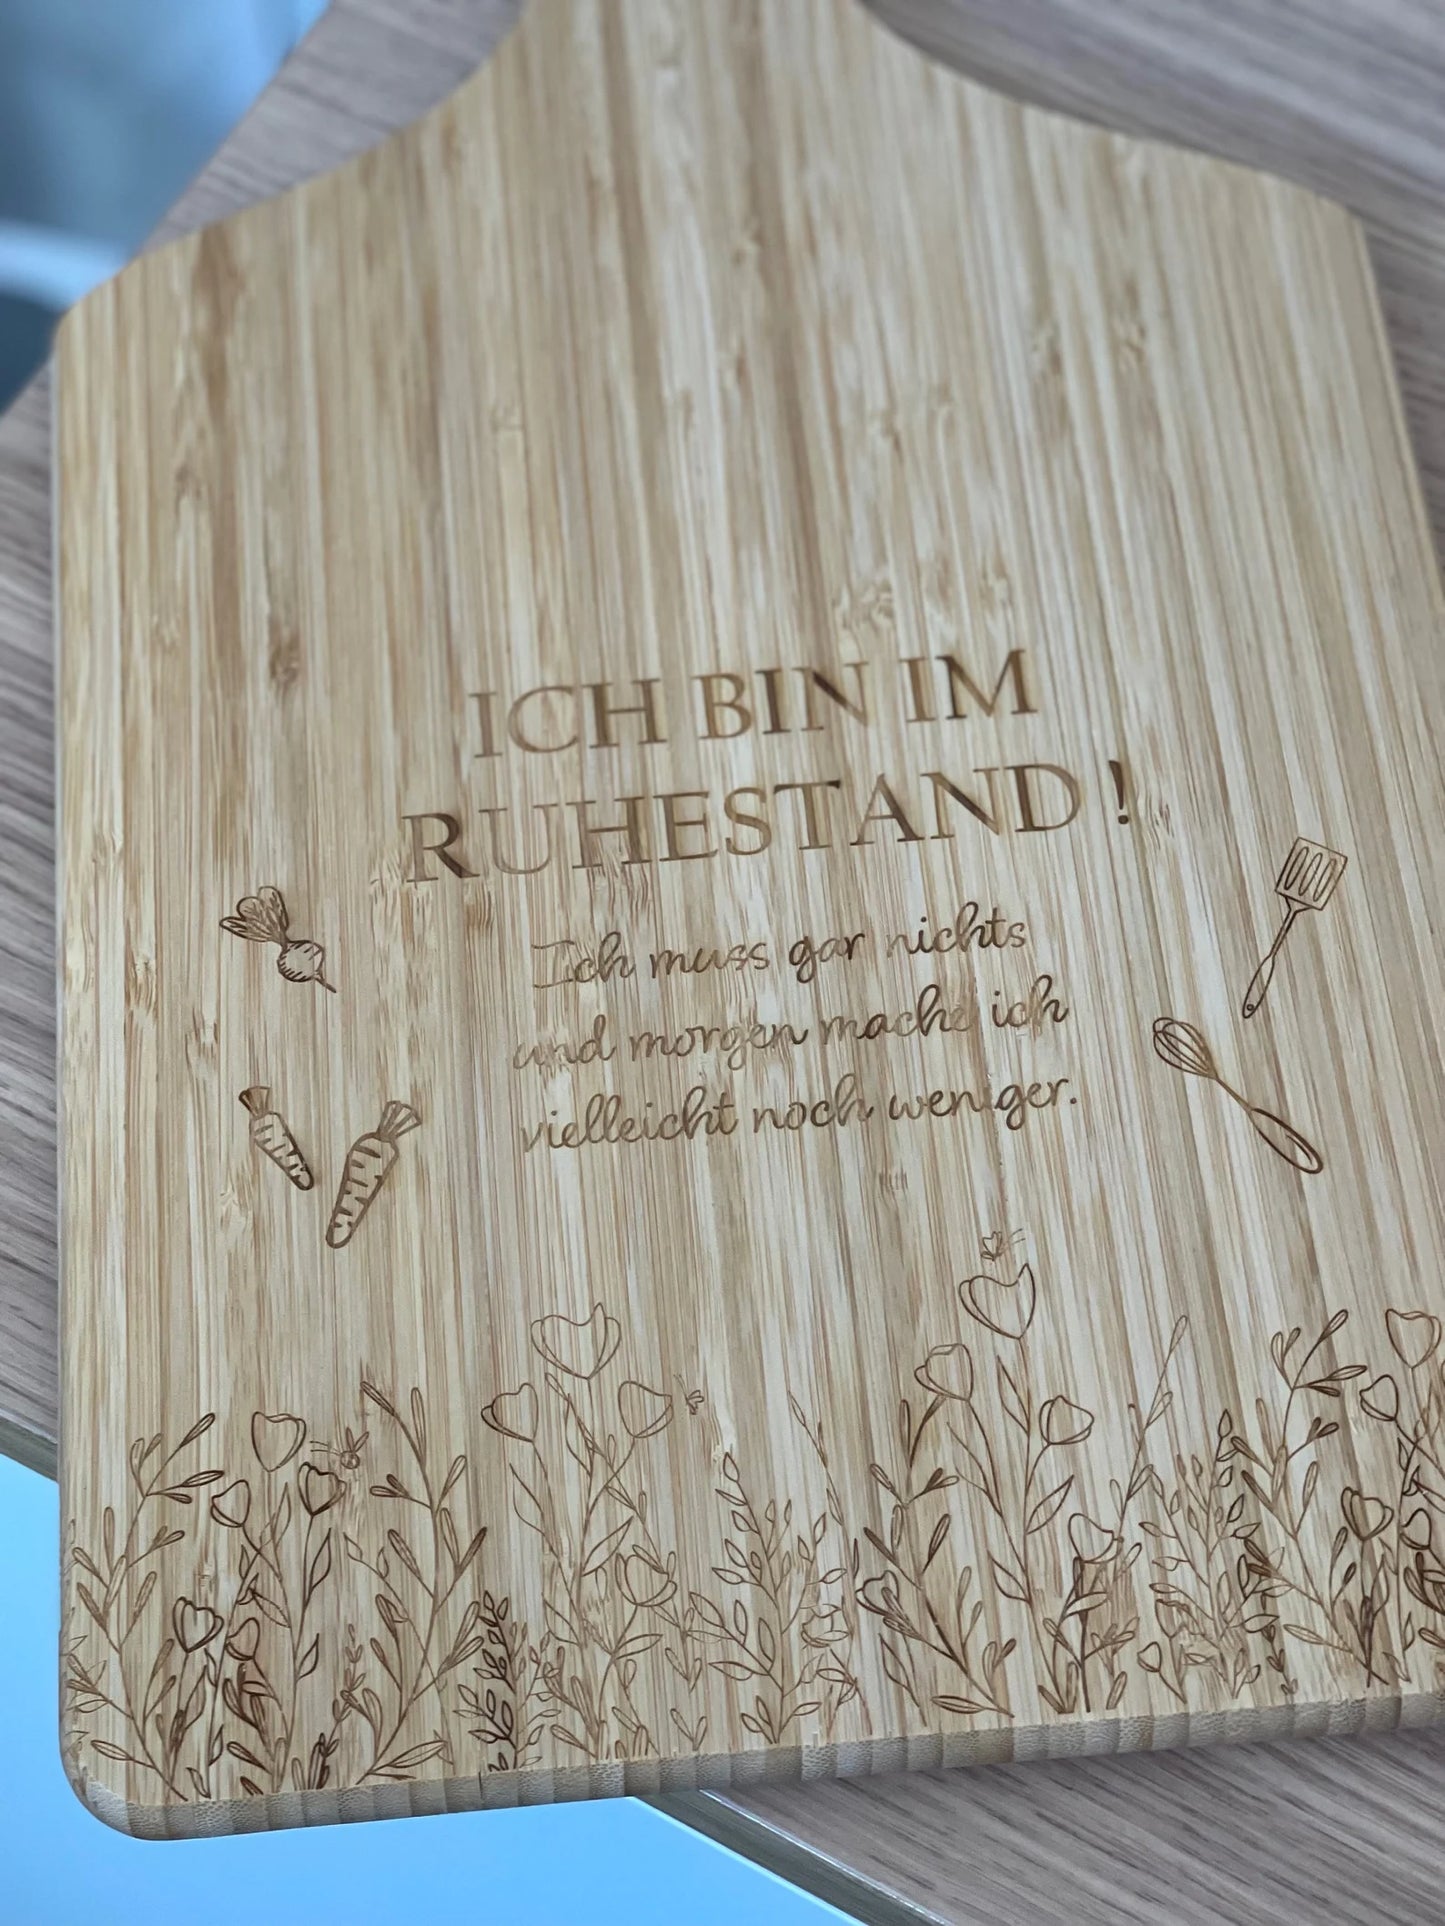 ICH BIN IM
RUHESTAND !
Ich muss gar nichts
und morgen mache ich
vielleicht noch weniger.